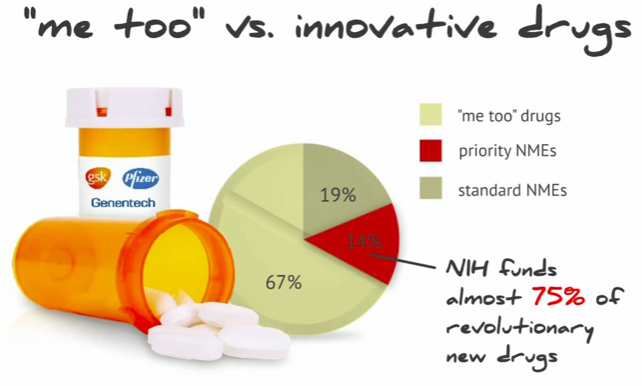 "me too" vs. innovative drugs
gsk
Pfizer
Genentech
"me too" drugs
priority NMEs
standard NMEs
19%
14%
67%
NIH funds
almost 75% of
revolutionary
new drugs